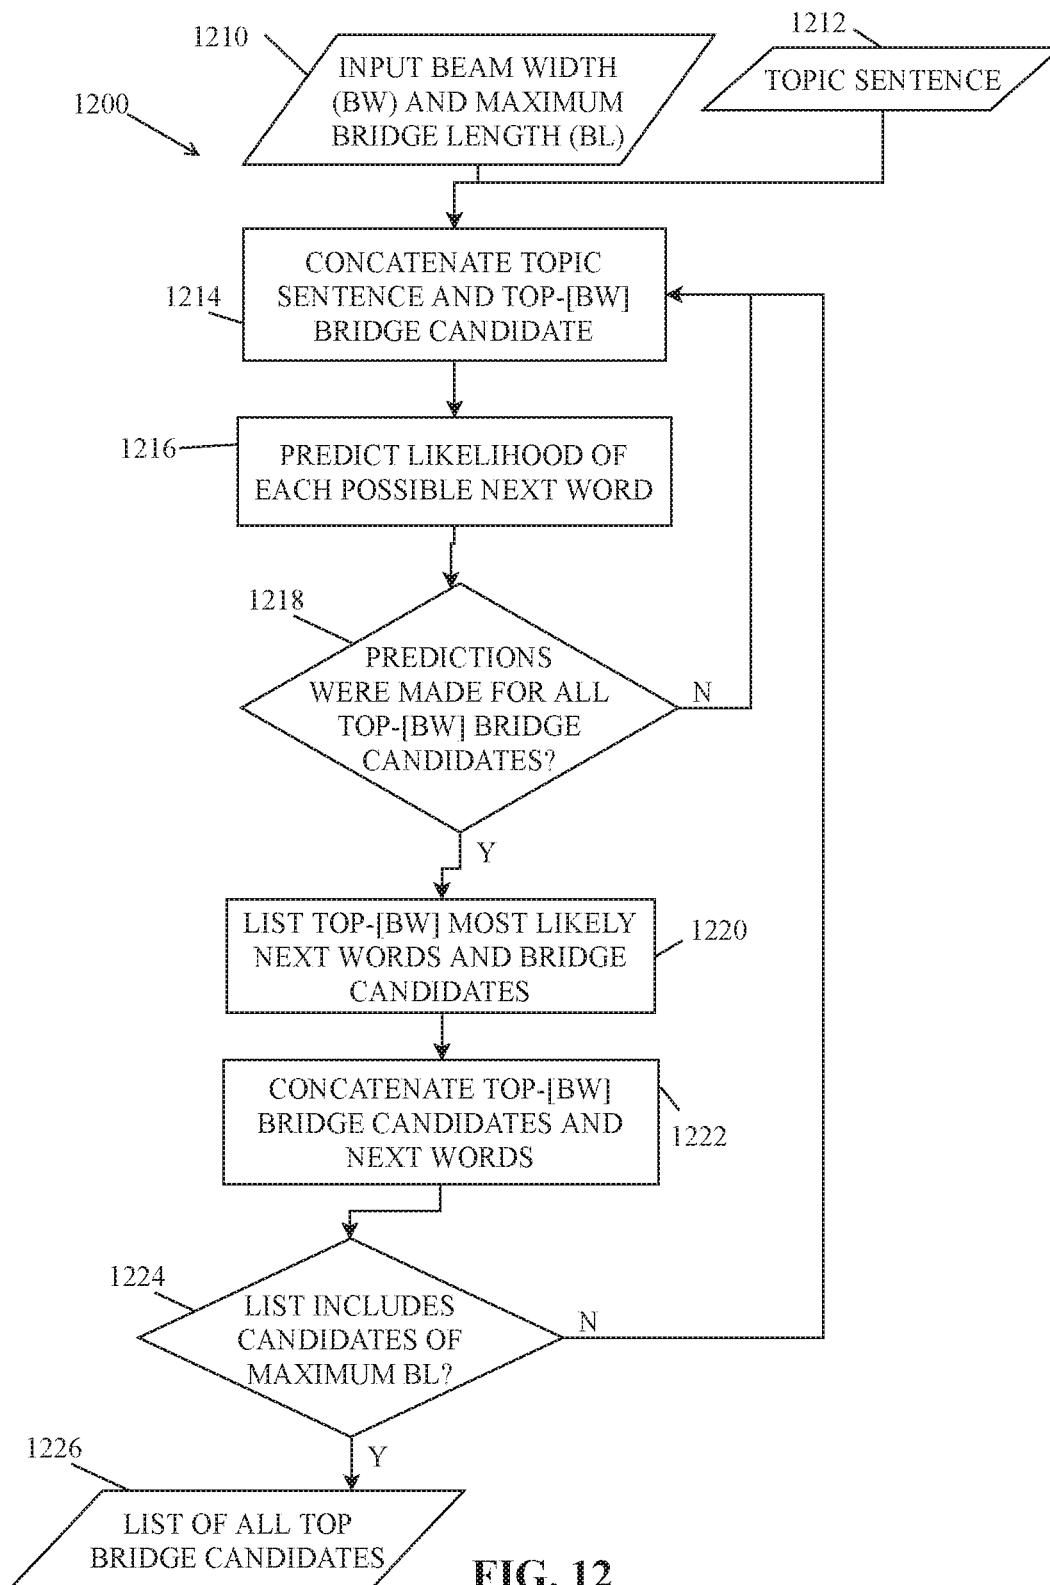 1210
INPUT BEAM WIDTH
(BW) AND MAXIMUM
BRIDGE LENGTH (BL)
1212
TOPIC SENTENCE
1200
CONCATENATE TOPIC
SENTENCE AND TOP-[BW]
BRIDGE CANDIDATE
1214
1216
PREDICT LIKELIHOOD OF
EACH POSSIBLE NEXT WORD
1218
PREDICTIONS
WERE MADE FOR ALL
TOP-[BW] BRIDGE
CANDIDATES?
N
Y
LIST TOP-[BW] MOST LIKELY
NEXT WORDS AND BRIDGE
CANDIDATES
1220
CONCATENATE TOP-[BW]
BRIDGE CANDIDATES AND
NEXT WORDS
1222
1224
LIST INCLUDES
CANDIDATES OF
MAXIMUM BL?
N
Y
1226
LIST OF ALL TOP
BRIDGE CANDIDATES
FIG. 12